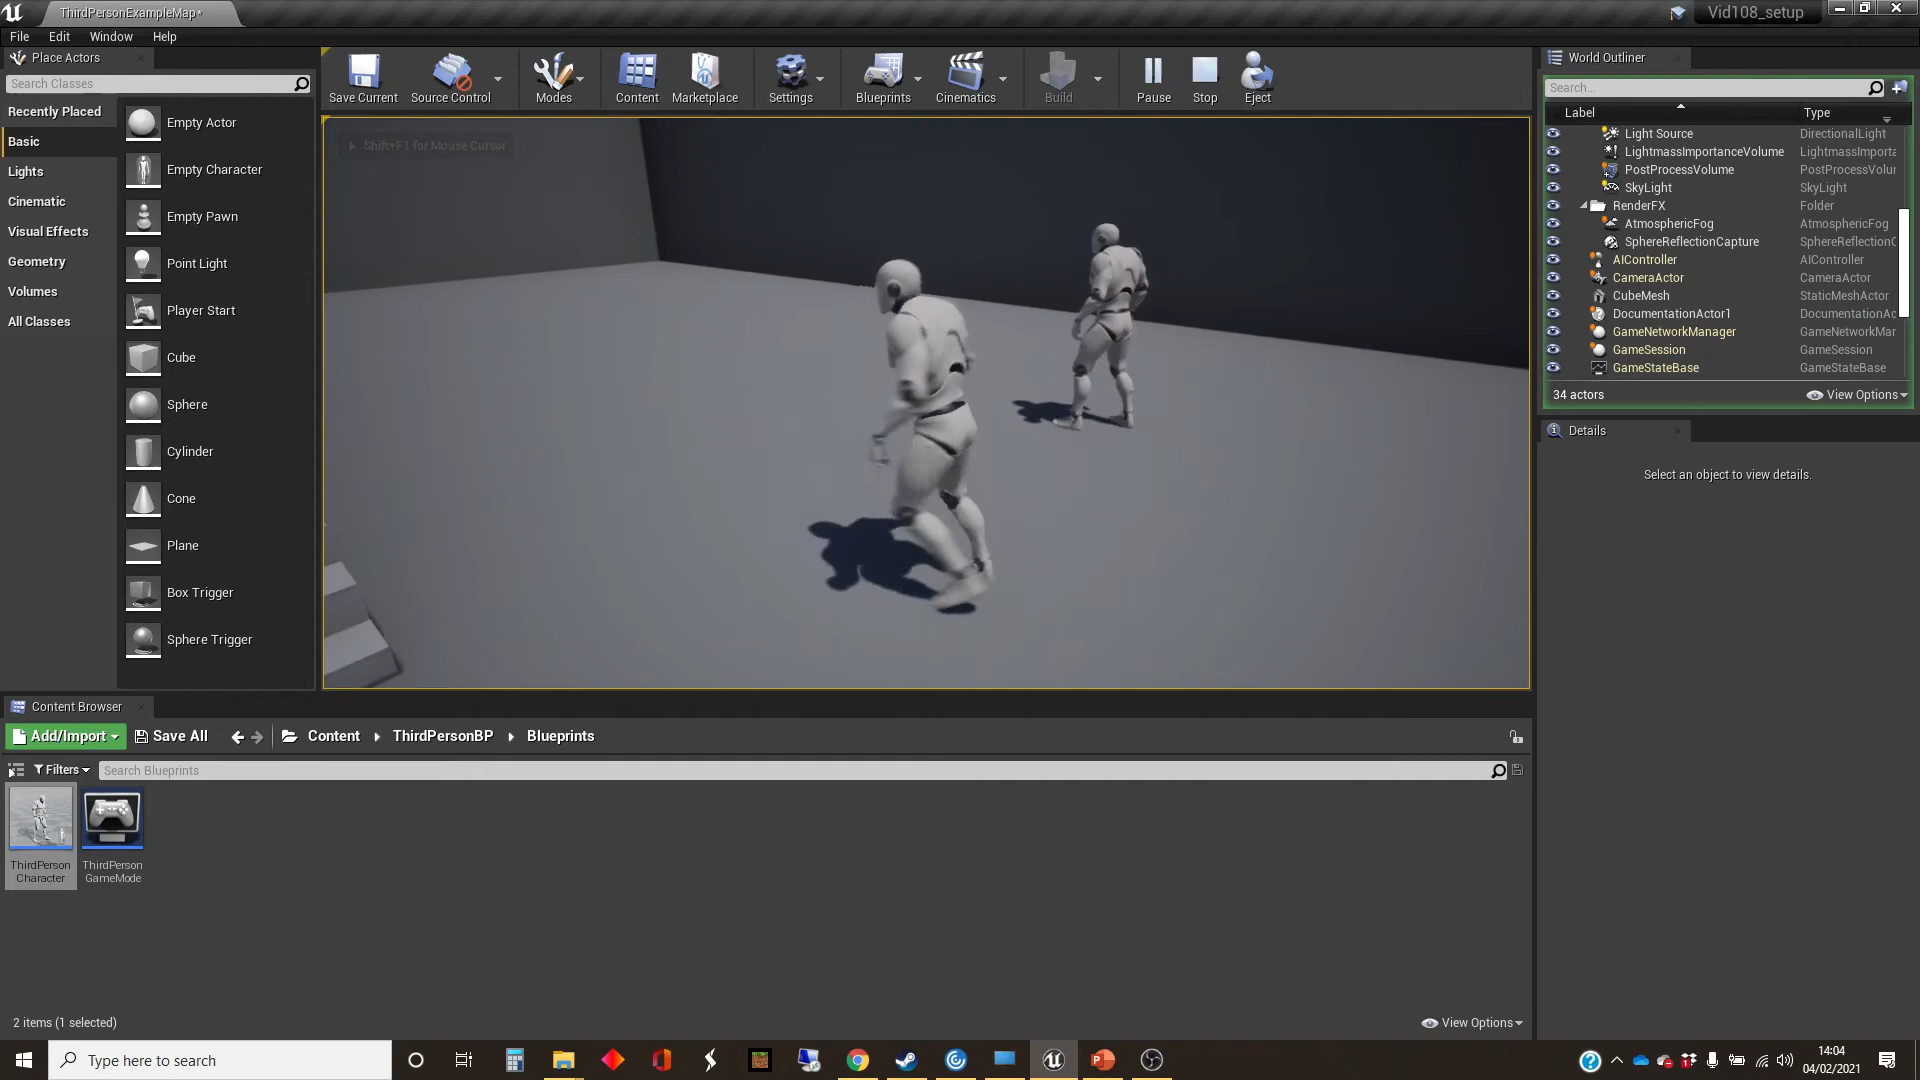 ThirdPersonExampleMap*
Vid108_setup
File Edit Window Help
Place Actors
Search Classes
Recently Placed
Basic
Lights
Cinematic
Visual Effects
Geometry
Volumes
All Classes
Empty Actor
Empty Character
Empty Pawn
Point Light
Player Start
Cube
Sphere
Cylinder
Cone
Plane
Box Trigger
Sphere Trigger
Save Current
Source Control
Modes
Content
Marketplace
Settings
Blueprints
Cinematics
Build
Pause
Stop
Eject
Shift+F1 for Mouse Cursor
World Outliner
Search...
Label Type
Light Source DirectionalLight
LightmassImportanceVolume LightmassImporta
PostProcessVolume PostProcessVolur
SkyLight SkyLight
RenderFX Folder
AtmosphericFog AtmosphericFog
SphereReflectionCapture SphereReflectionC
AIController AIController
CameraActor CameraActor
CubeMesh StaticMeshActor
DocumentationActor1 DocumentationAc
GameNetworkManager GameNetworkMar
GameSession GameSession
GameStateBase GameStateBase
34 actors
View Options
Details
Select an object to view details.
Content Browser
Add/Import
Save All
Content ThirdPersonBP Blueprints
Filters
Search Blueprints
ThirdPerson
Character
ThirdPerson
GameMode
2 items (1 selected)
View Options
Type here to search
14:04
04/02/2021